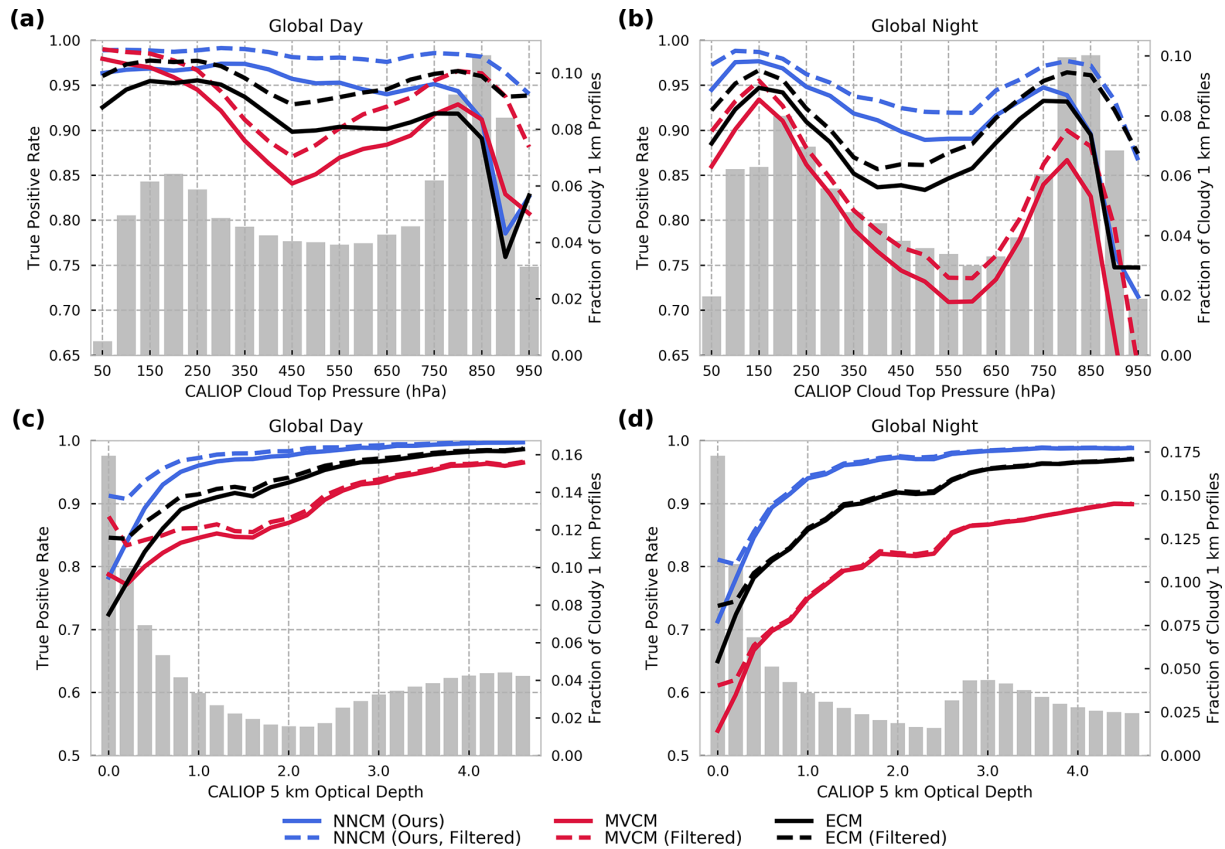 (a)
Global Day
True Positive Rate
1.00
0.95
0.90
0.85
0.80
0.75
0.70
0.65
50 150 250 350 450 550 650 750 850 950
CALIOP Cloud Top Pressure (hPa)
0.10
0.08
0.06
0.04
0.02
0.00
Fraction of Cloudy 1 km Profiles
(b)
Global Night
True Positive Rate
1.00
0.95
0.90
0.85
0.80
0.75
0.70
0.65
50 150 250 350 450 550 650 750 850 950
CALIOP Cloud Top Pressure (hPa)
0.10
0.08
0.06
0.04
0.02
0.00
Fraction of Cloudy 1 km Profiles
(c)
Global Day
True Positive Rate
1.0
0.9
0.8
0.7
0.6
0.5
0.0 1.0 2.0 3.0 4.0
CALIOP 5 km Optical Depth
0.16
0.14
0.12
0.10
0.08
0.06
0.04
0.02
0.00
Fraction of Cloudy 1 km Profiles
(d)
Global Night
True Positive Rate
1.0
0.9
0.8
0.7
0.6
0.5
0.0 1.0 2.0 3.0 4.0
CALIOP 5 km Optical Depth
0.175
0.150
0.125
0.100
0.075
0.050
0.025
0.000
Fraction of Cloudy 1 km Profiles
NNCM (Ours) MVCM ECM
NNCM (Ours, Filtered) MVCM (Filtered) ECM (Filtered)